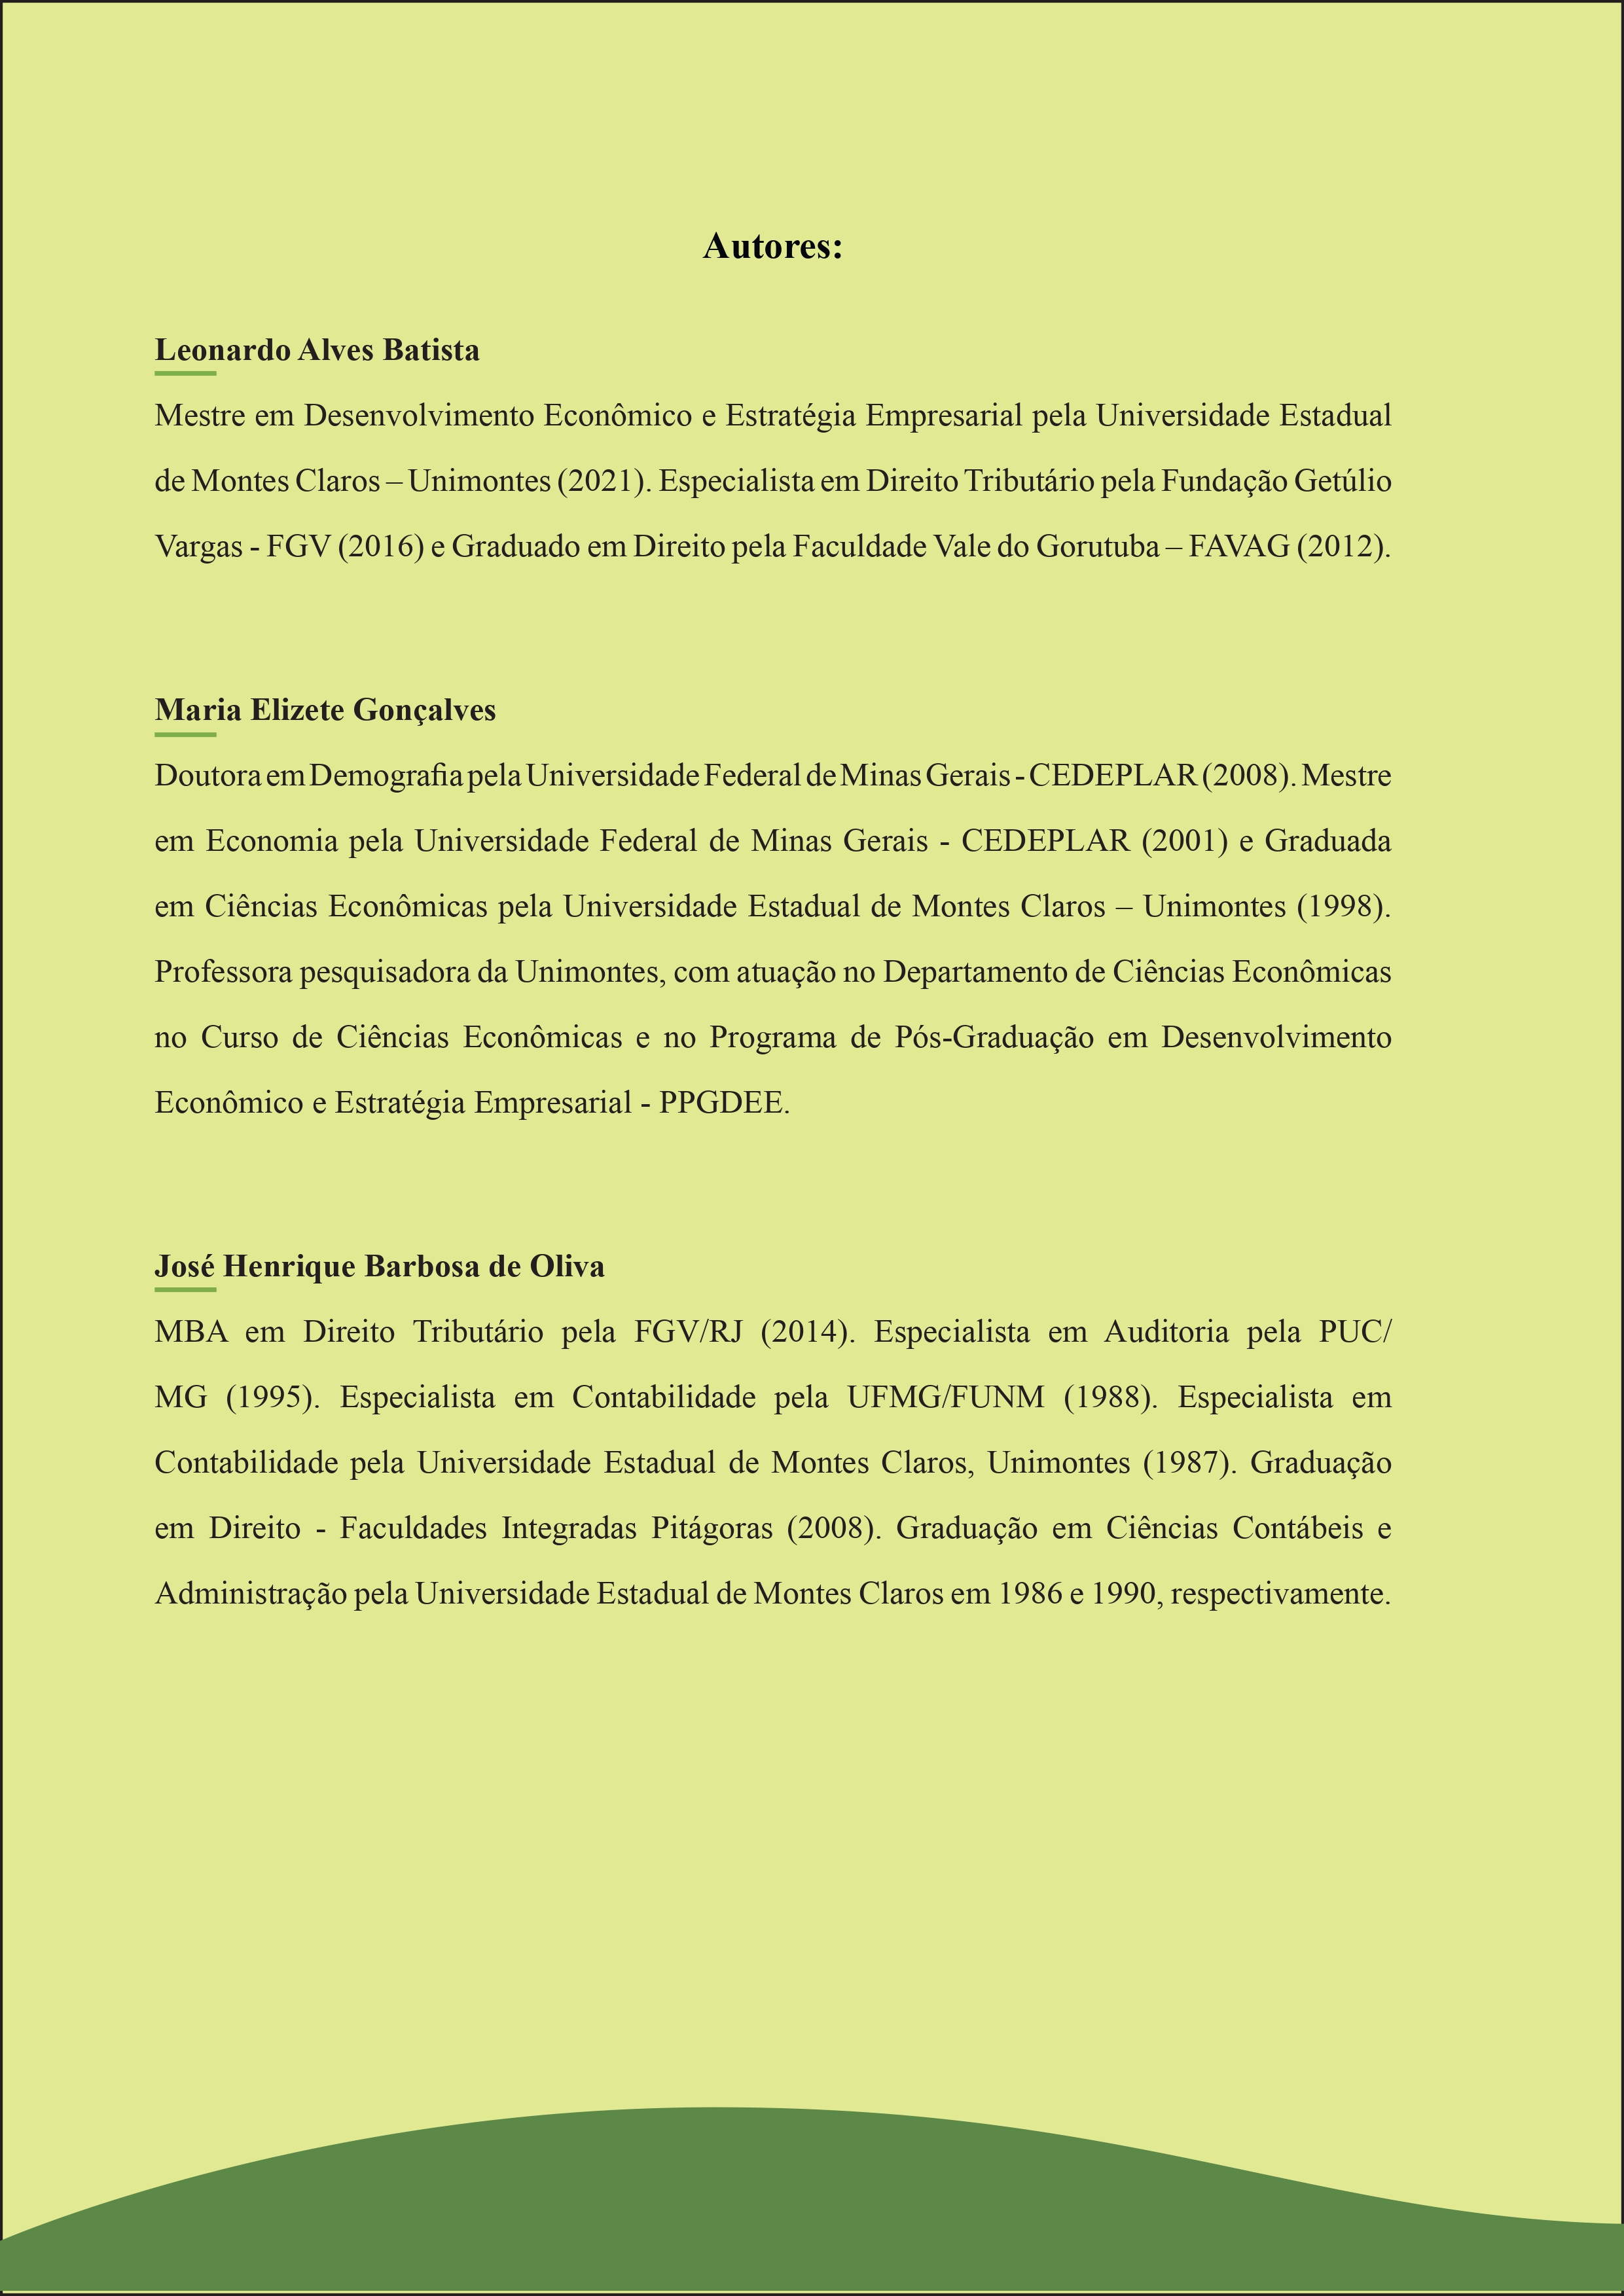 Autores:
Leonardo Alves Batista
Mestre em Desenvolvimento Econômico e Estratégia Empresarial pela Universidade Estadual
de Montes Claros – Unimontes (2021). Especialista em Direito Tributário pela Fundação Getúlio
Vargas - FGV (2016) e Graduado em Direito pela Faculdade Vale do Gorutuba – FAVAG (2012).
Maria Elizete Gonçalves
Doutora em Demografia pela Universidade Federal de Minas Gerais - CEDEPLAR (2008). Mestre
em Economia pela Universidade Federal de Minas Gerais - CEDEPLAR (2001) e Graduada
em Ciências Econômicas pela Universidade Estadual de Montes Claros – Unimontes (1998).
Professora pesquisadora da Unimontes, com atuação no Departamento de Ciências Econômicas
no Curso de Ciências Econômicas e no Programa de Pós-Graduação em Desenvolvimento
Econômico e Estratégia Empresarial - PPGDEE.
José Henrique Barbosa de Oliva
MBA em Direito Tributário pela FGV/RJ (2014). Especialista em Auditoria pela PUC/
MG (1995). Especialista em Contabilidade pela UFMG/FUNM (1988). Especialista em
Contabilidade pela Universidade Estadual de Montes Claros, Unimontes (1987). Graduação
em Direito - Faculdades Integradas Pitágoras (2008). Graduação em Ciências Contábeis e
Administração pela Universidade Estadual de Montes Claros em 1986 e 1990, respectivamente.